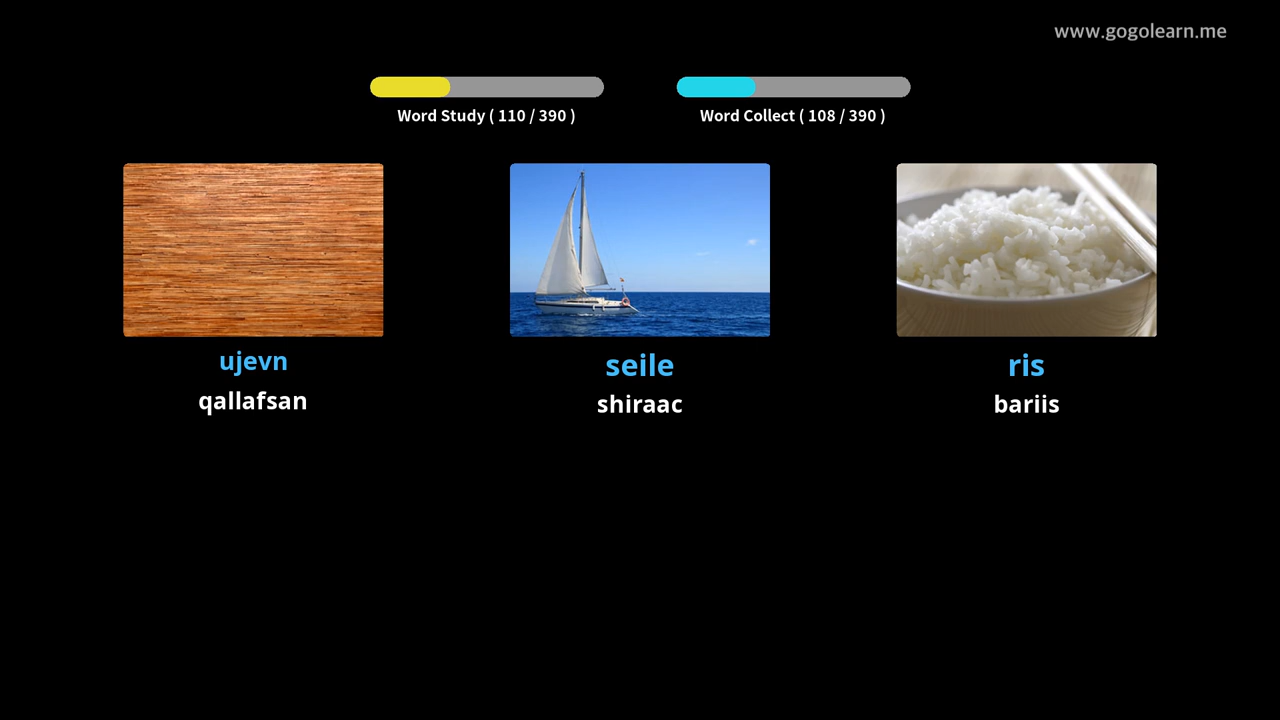 www.gogolearn.me
Word Study ( 110 / 390 )
Word Collect ( 108 / 390 )
ujevn
qallafsan
seile
shiraac
ris
bariis